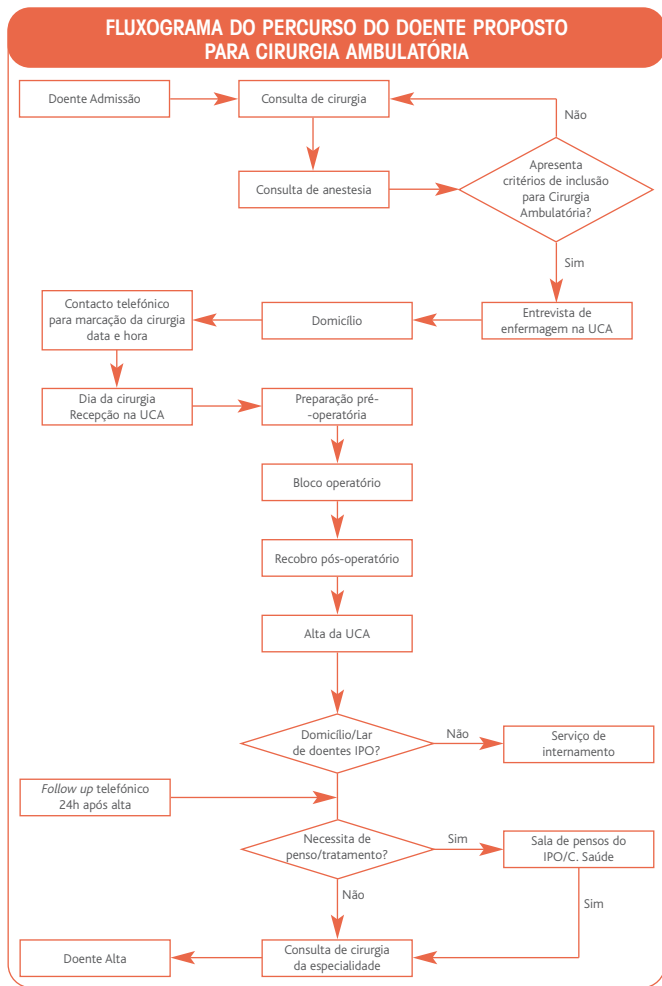 FLUXOGRAMA DO PERCURSO DO DOENTE PROPOSTO
PARA CIRURGIA AMBULATÓRIA
Doente Admissão
Consulta de cirurgia
Não
Consulta de anestesia
Apresenta
critérios de inclusão
para Cirurgia
Ambulatória?
Sim
Contacto telefónico
para marcação da cirurgia
data e hora
Domicílio
Entrevista de
enfermagem na UCA
Dia da cirurgia
Recepção na UCA
Preparação pré-
-operatória
Bloco operatório
Recobro pós-operatório
Alta da UCA
Domicílio/Lar
de doentes IPO?
Não
Serviço de
internamento
Follow up telefónico
24h após alta
Necessita de
penso/tratamento?
Sim
Sala de pensos do
IPO/C. Saúde
Não
Sim
Doente Alta
Consulta de cirurgia
da especialidade